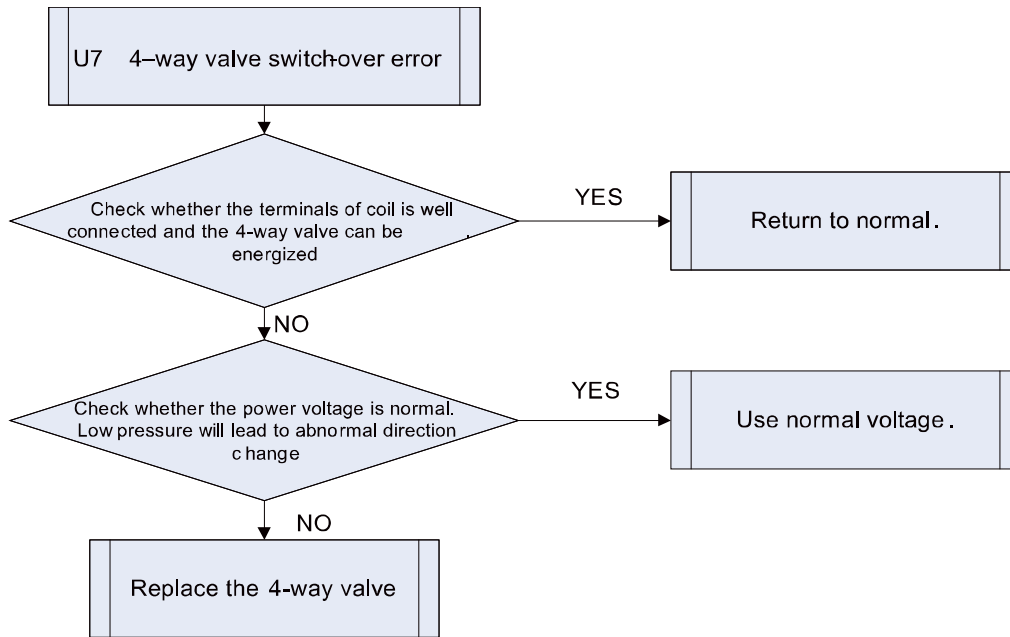 U7 4–way valve switch-over error
Check whether the terminals of coil is well
connected and the 4-way valve can be .
energized
YES
Return to normal.
NO
Check whether the power voltage is normal.
Low pressure will lead to abnormal direction
change
YES
Use normal voltage.
NO
Replace the 4-way valve